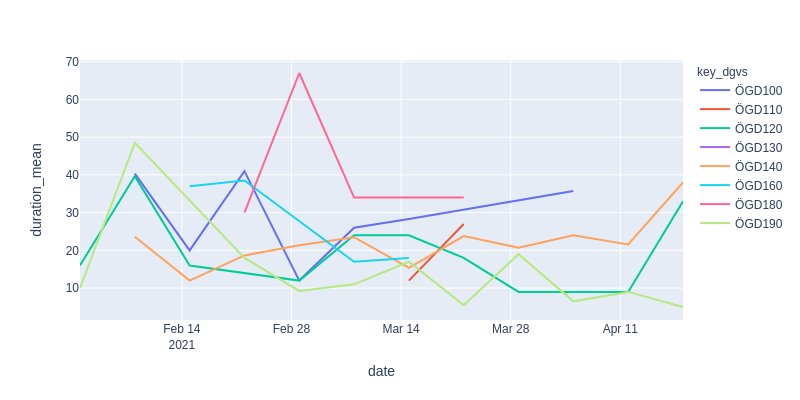 duration_mean
70
60
50
40
30
20
10
Feb 14
2021
Feb 28
Mar 14
Mar 28
Apr 11
date
key_dgvs
ÖGD100
ÖGD110
ÖGD120
ÖGD130
ÖGD140
ÖGD160
ÖGD180
ÖGD190